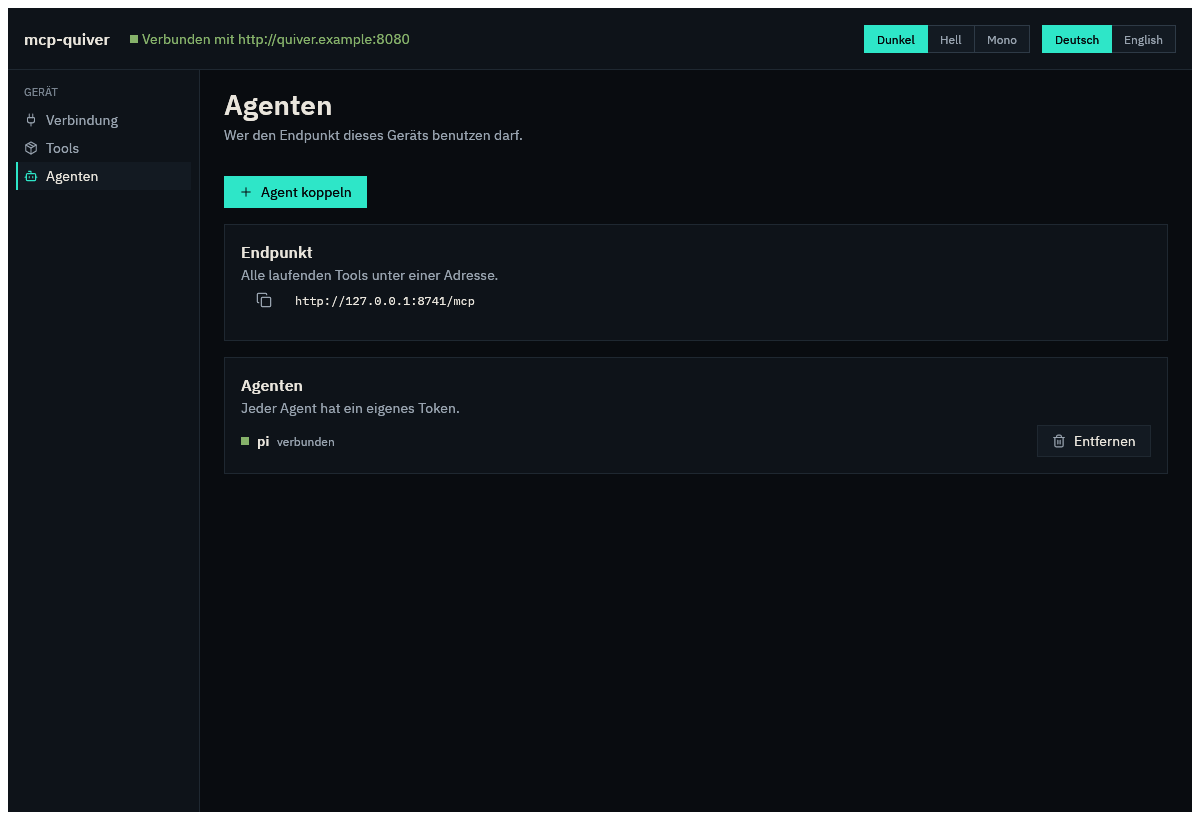 mcp-quiver
Verbunden mit http://quiver.example:8080
Dunkel
Hell
Mono
Deutsch
English
GERÄT
Verbindung
Tools
Agenten
Agenten
Wer den Endpunkt dieses Geräts benutzen darf.
Agent koppeln
Endpunkt
Alle laufenden Tools unter einer Adresse.
http://127.0.0.1:8741/mcp
Agenten
Jeder Agent hat ein eigenes Token.
pi verbunden
Entfernen